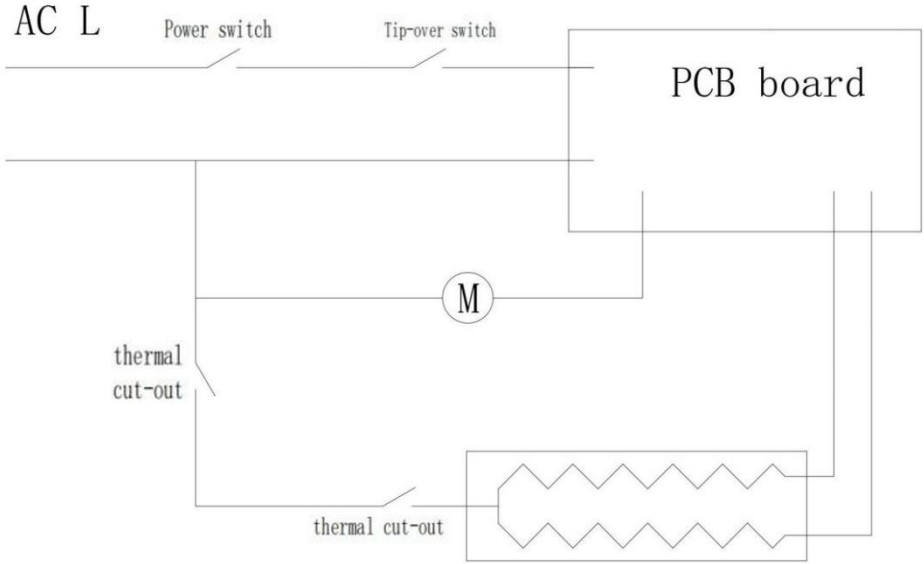 AC L
Power switch
Tip-over switch
PCB board
M
thermal
cut-out
thermal cut-out